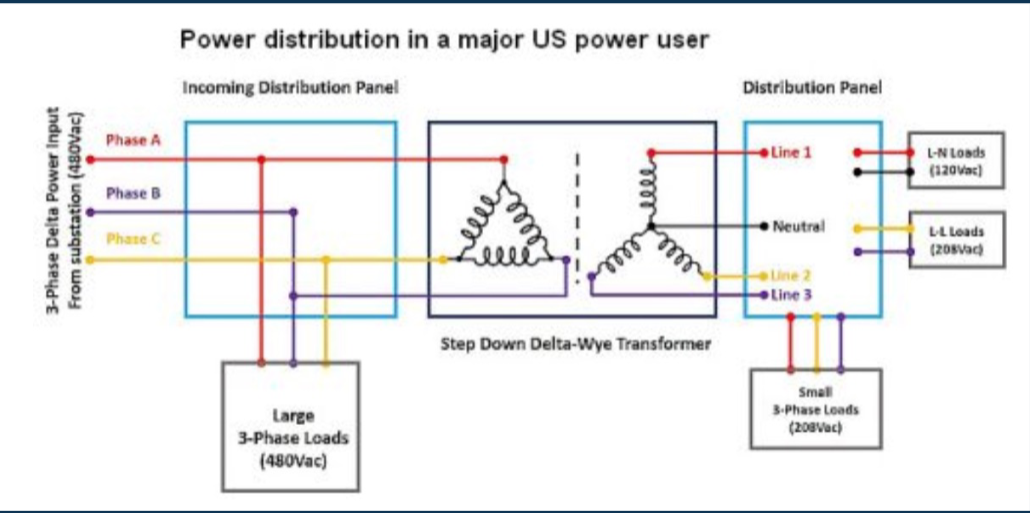 Power distribution in a major US power user
Incoming Distribution Panel
Distribution Panel
3-Phase Delta Power Input
From substation (480Vac)
Phase A
Phase B
Phase C
Line 1
Neutral
Line 2
Line 3
L-N Loads
(120Vac)
L-L Loads
(208Vac)
Step Down Delta-Wye Transformer
Large
3-Phase Loads
(480Vac)
Small
3-Phase Loads
(208Vac)